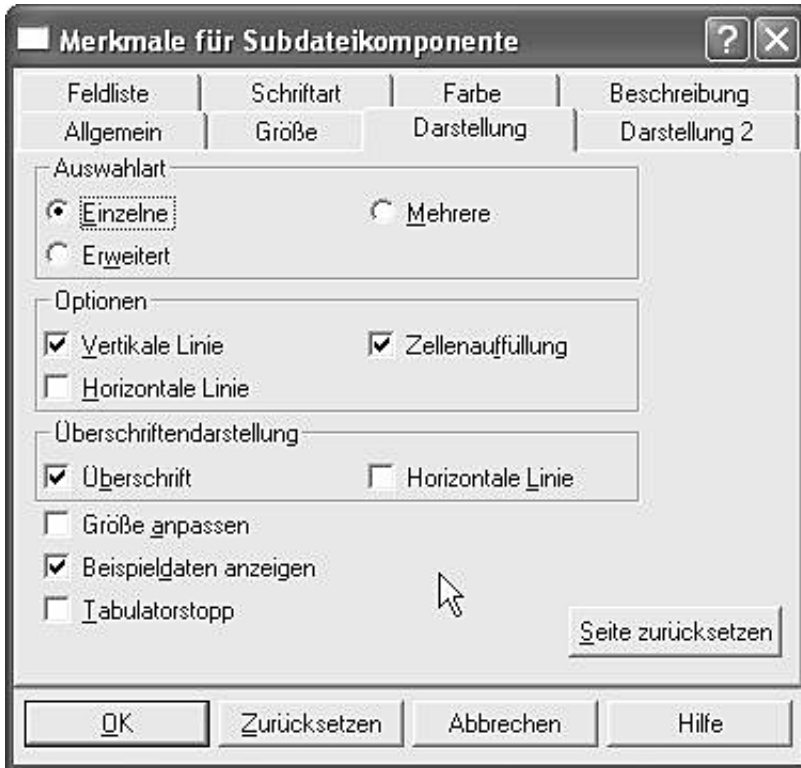 Merkmale für Subdateikomponente
Feldliste Schriftart Farbe Beschreibung
Allgemein Größe Darstellung Darstellung 2
Auswahlart
Einzelne Mehrere
Erweitert
Optionen
Vertikale Linie Zellenauffüllung
Horizontale Linie
Überschriftendarstellung
Überschrift Horizontale Linie
Größe anpassen
Beispieldaten anzeigen
Tabulatorstopp
Seite zurücksetzen
OK Zurücksetzen Abbrechen Hilfe